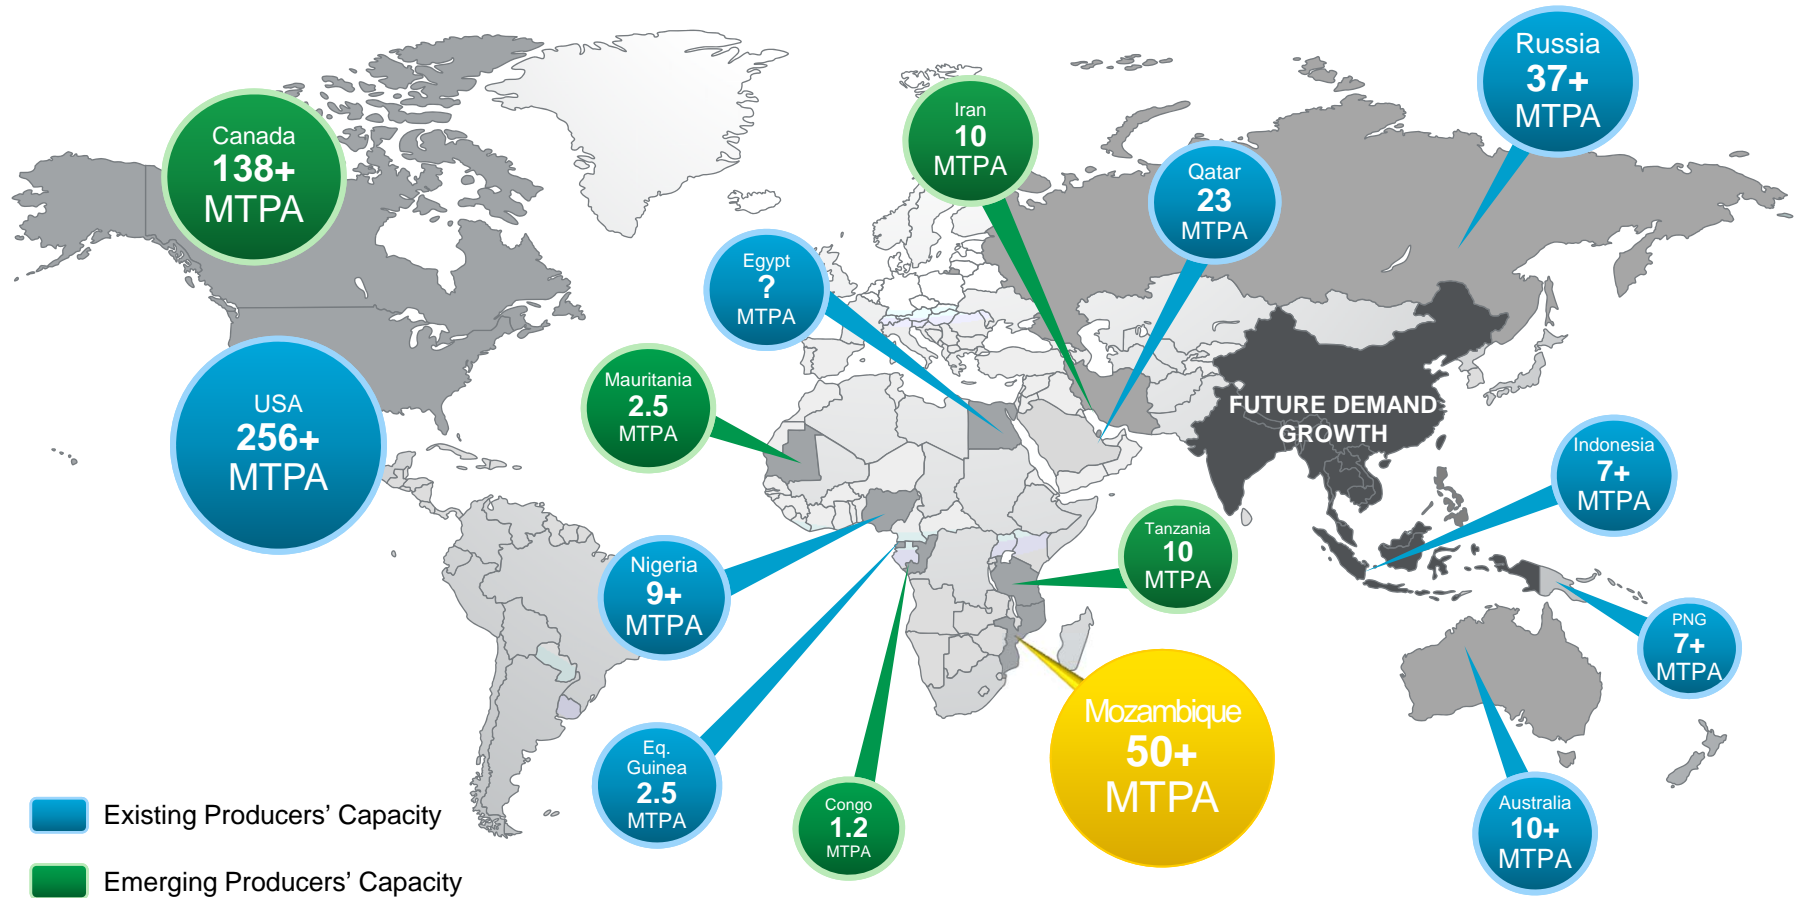 Russia
37+
MTPA
Canada
138+
MTPA
Iran
10
MTPA
Qatar
23
MTPA
Egypt
?
MTPA
USA
256+
MTPA
Mauritania
2.5
MTPA
FUTURE DEMAND
GROWTH
Indonesia
7+
MTPA
Nigeria
9+
MTPA
Tanzania
10
MTPA
PNG
7+
MTPA
Mozambique
50+
MTPA
Eq.
Guinea
2.5
MTPA
Congo
1.2
MTPA
Australia
10+
MTPA
Existing Producers’ Capacity
Emerging Producers’ Capacity